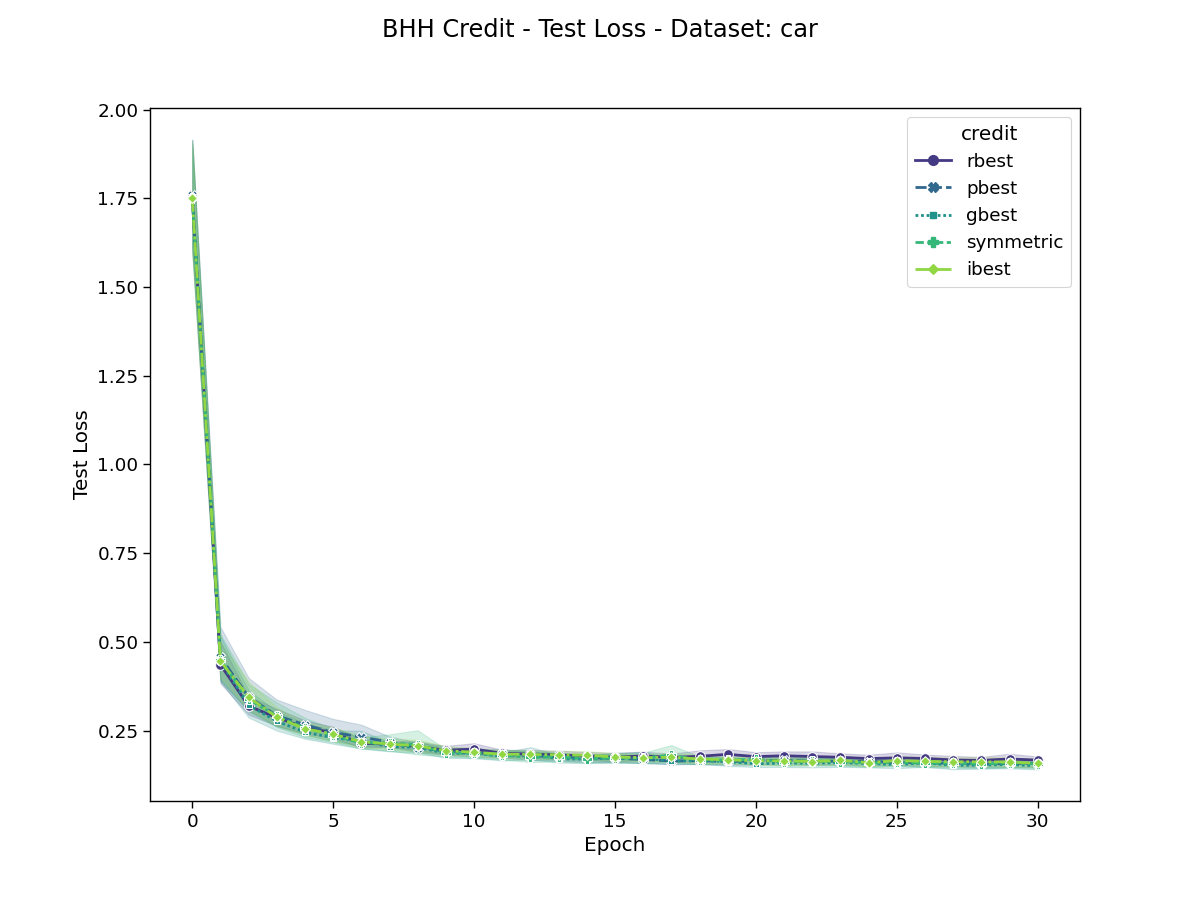 BHH Credit - Test Loss - Dataset: car
2.00
1.75
1.50
1.25
1.00
0.75
0.50
0.25
Test Loss
credit
rbest
pbest
gbest
symmetric
ibest
0 5 10 15 20 25 30
Epoch